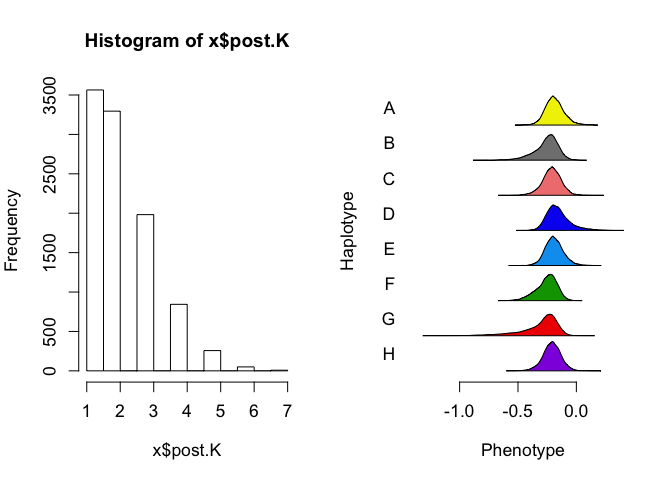 Histogram of x$post.K
Frequency
0
500
1500
2500
3500
1 2 3 4 5 6 7
x$post.K
Haplotype
A
B
C
D
E
F
G
H
-1.0 -0.5 0.0
Phenotype